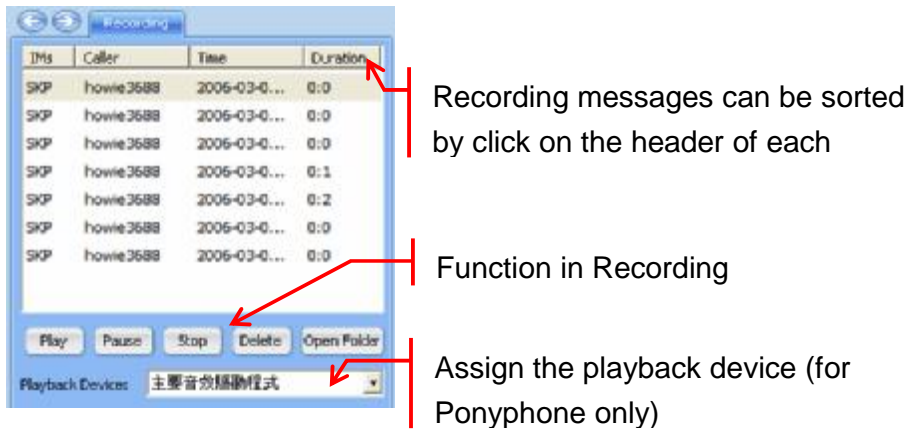 Recording
IMs Caller Time Duration
SKP howie3688 2006-03-0... 0:0
SKP howie3688 2006-03-0... 0:0
SKP howie3688 2006-03-0... 0:0
SKP howie3688 2006-03-0... 0:1
SKP howie3688 2006-03-0... 0:2
SKP howie3688 2006-03-0... 0:0
SKP howie3688 2006-03-0... 0:0
Recording messages can be sorted
by click on the header of each
Function in Recording
Play Pause Stop Delete Open Folder
Playback Devices 主要音效驅動程式
Assign the playback device (for
Ponyphone only)